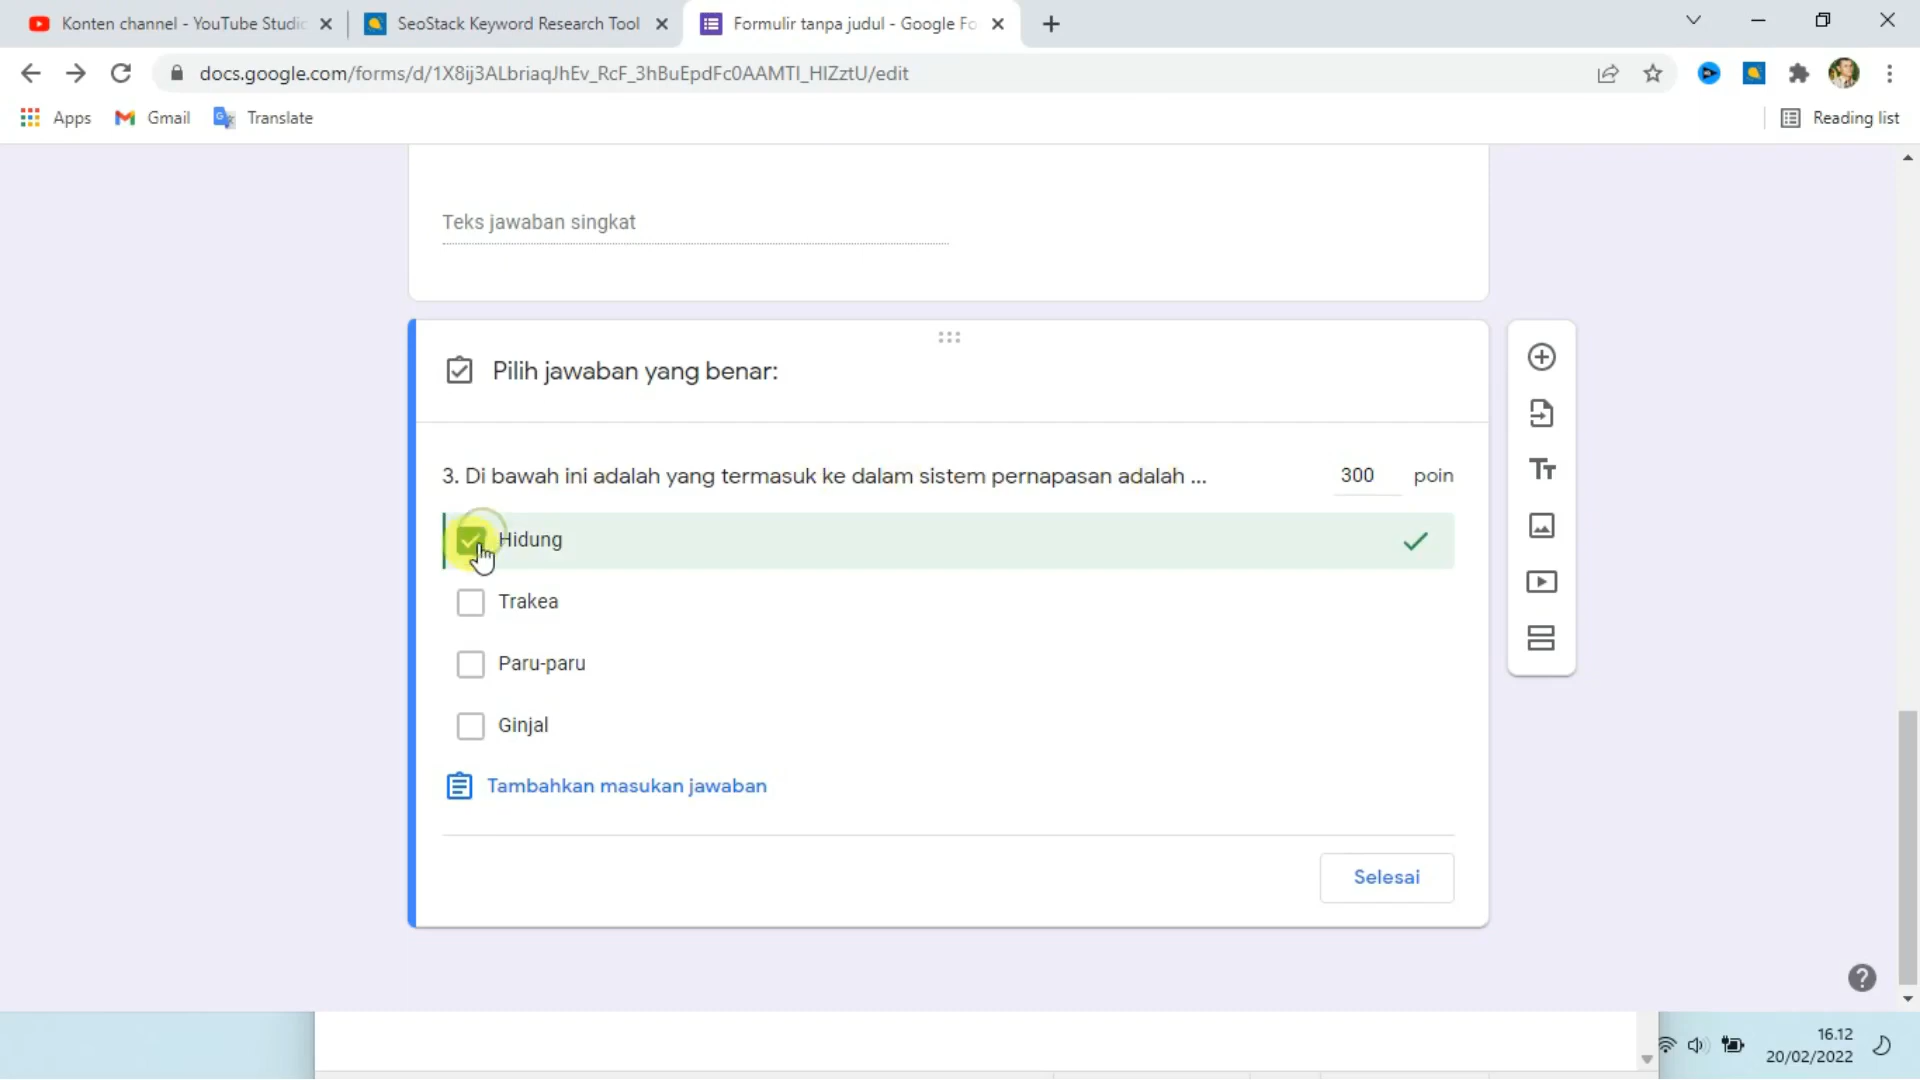 Konten channel - YouTube Studio
SeoStack Keyword Research Tool
Formulir tanpa judul - Google Fo
docs.google.com/forms/d/1X8ij3ALbriaqJhEv_RcF_3hBuEpdFc0AAMTI_HIZztU/edit
Apps
Gmail
Translate
Reading list
Teks jawaban singkat
Pilih jawaban yang benar:
3. Di bawah ini adalah yang termasuk ke dalam sistem pernapasan adalah ...
300 poin
Hidung
Trakea
Paru-paru
Ginjal
Tambahkan masukan jawaban
Selesai
16.12
20/02/2022